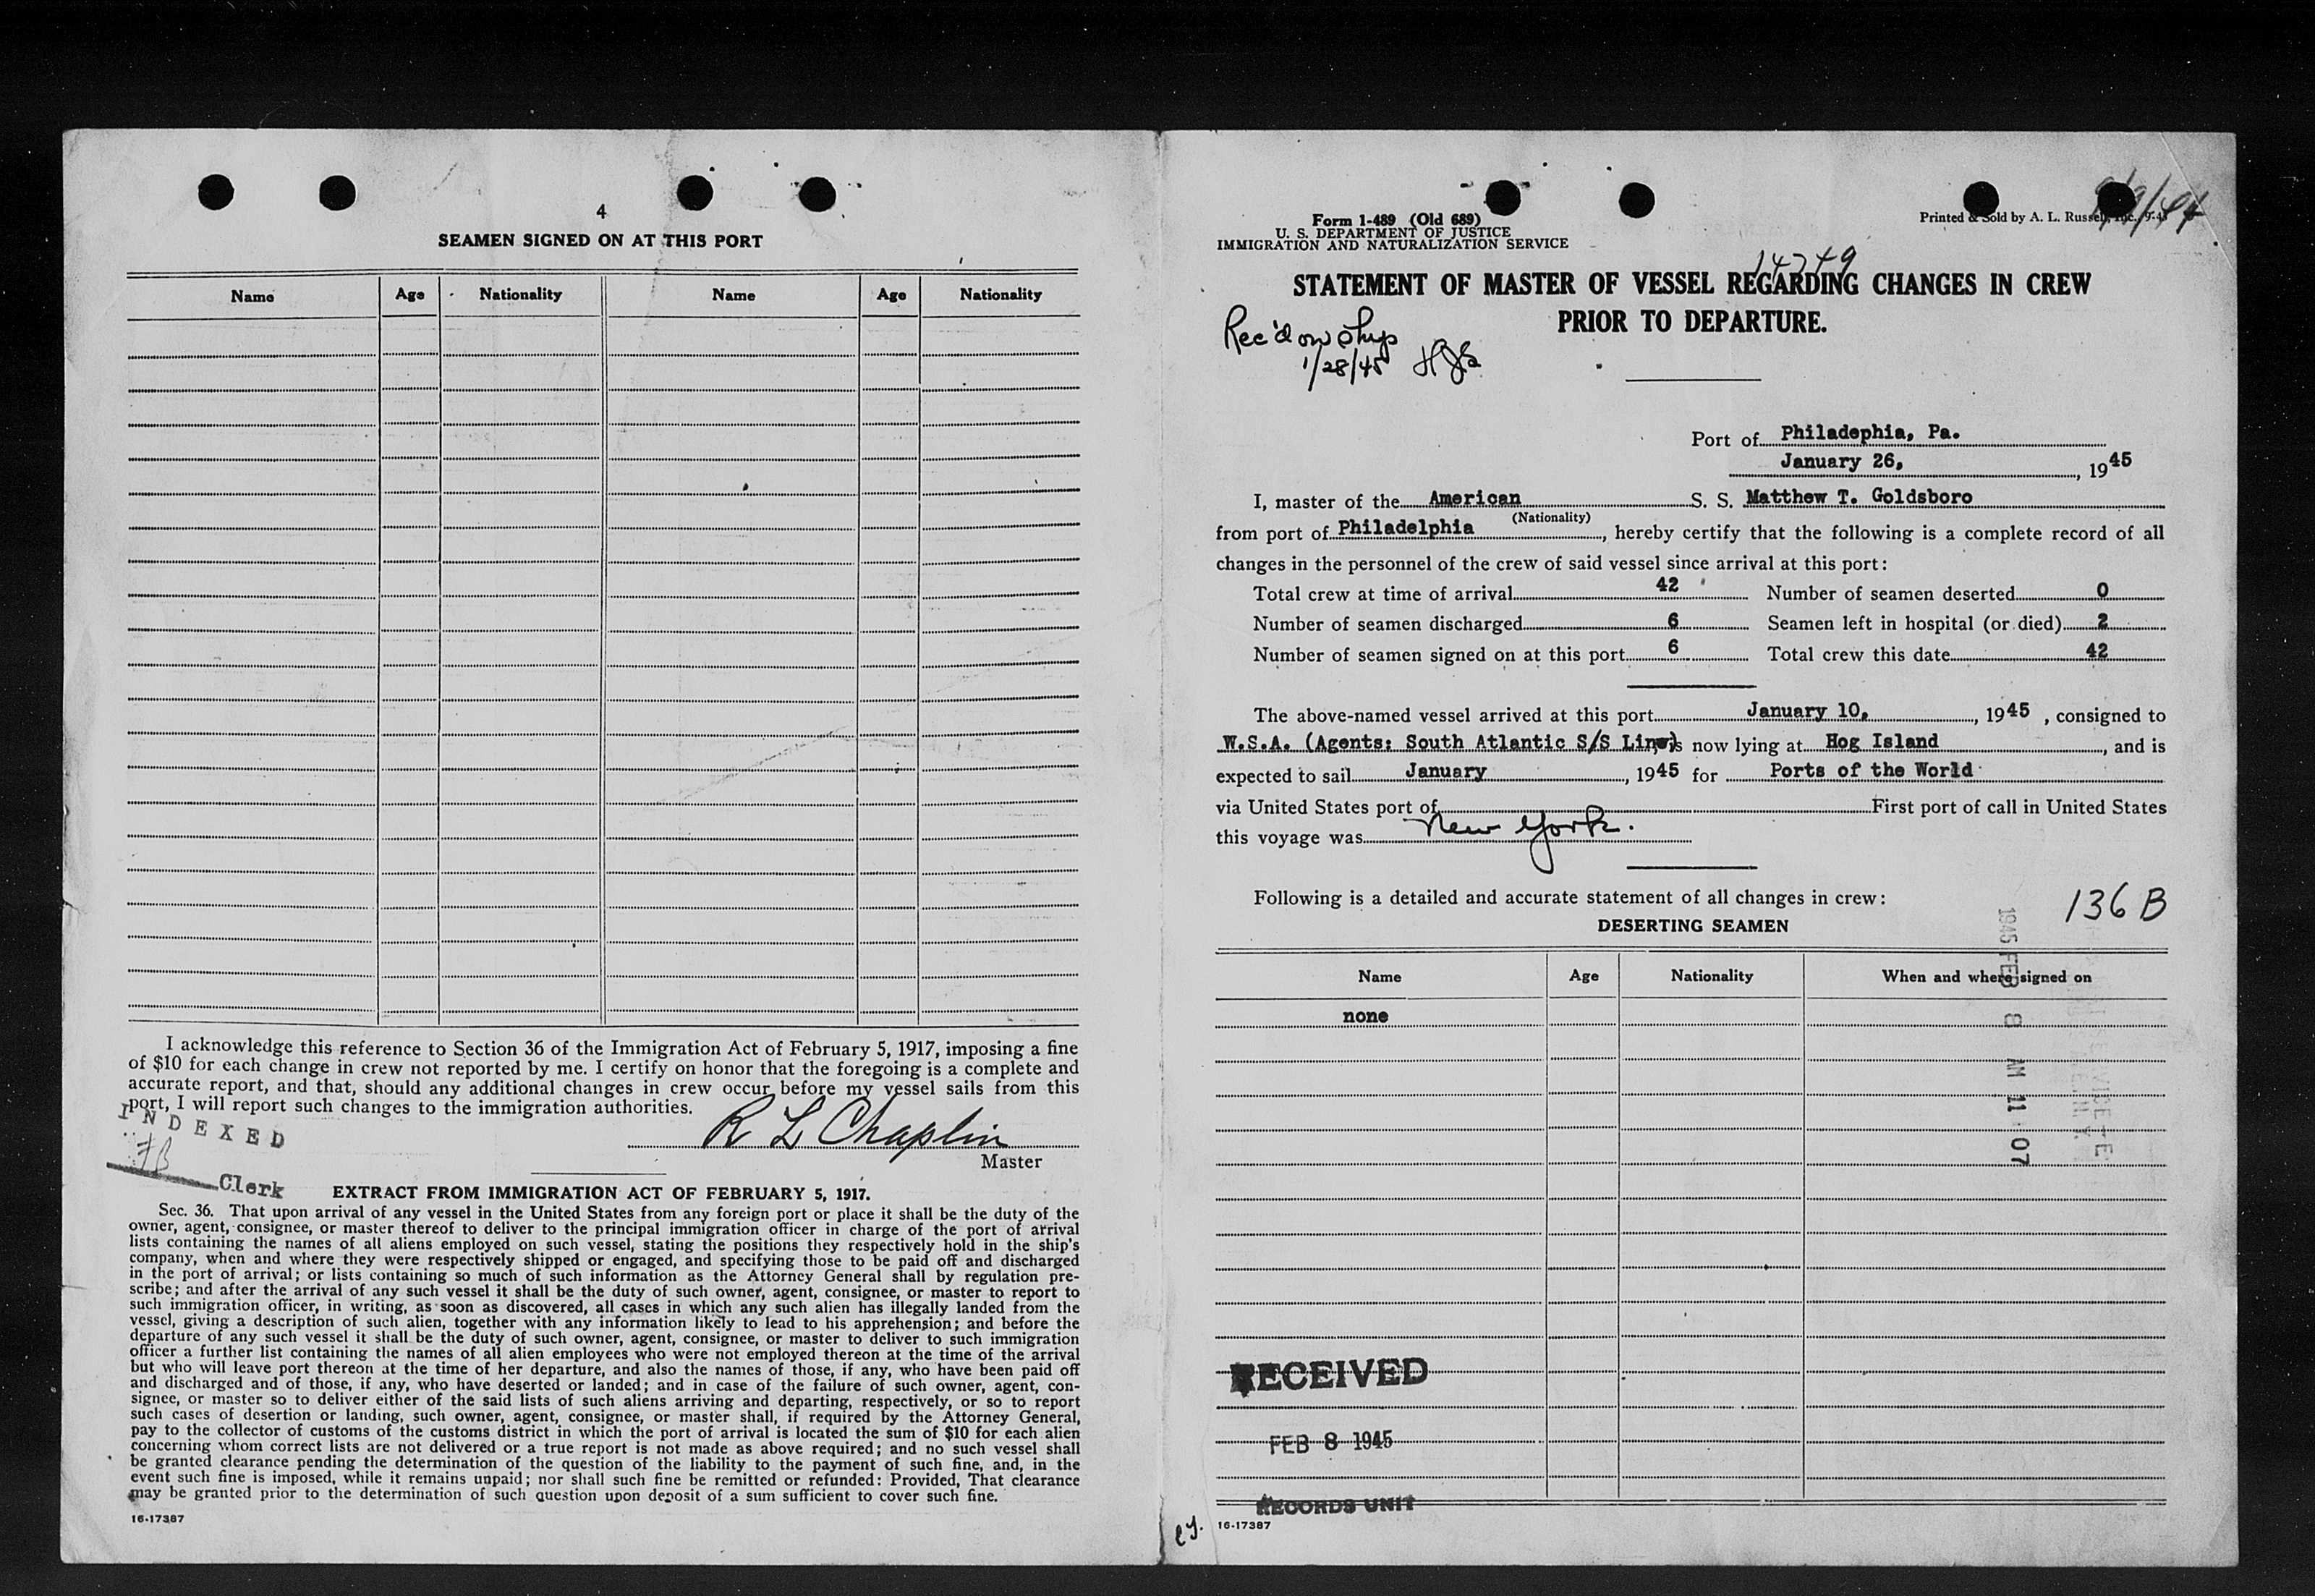 4
SEAMEN SIGNED ON AT THIS PORT
Name Age Nationality Name Age Nationality
I acknowledge this reference to Section 36 of the Immigration Act of February 5, 1917, imposing a fine
of $10 for each change in crew not reported by me. I certify on honor that the foregoing is a complete and
accurate report, and that, should any additional changes in crew occur before my vessel sails from this
port, I will report such changes to the immigration authorities.
INDEXED
R L Chaplin
Master
Clerk
EXTRACT FROM IMMIGRATION ACT OF FEBRUARY 5, 1917.
Sec. 36. That upon arrival of any vessel in the United States from any foreign port or place it shall be the duty of the
owner, agent, consignee, or master thereof to deliver to the principal immigration officer in charge of the port of arrival
lists containing the names of all aliens employed on such vessel, stating the positions they respectively hold in the ship's
company, when and where they were respectively shipped or engaged, and specifying those to be paid off and discharged
in the port of arrival; or lists containing so much of such information as the Attorney General shall by regulation pre-
scribe; and after the arrival of any such vessel it shall be the duty of such owner, agent, consignee, or master to report to
such immigration officer, in writing, as soon as discovered, all cases in which any such alien has illegally landed from the
vessel, giving a description of such alien, together with any information likely to lead to his apprehension; and before the
departure of any such vessel it shall be the duty of such owner, agent, consignee, or master to deliver to such immigration
officer a further list containing the names of all alien employees who were not employed thereon at the time of the arrival
but who will leave port thereon at the time of her departure, and also the names of those, if any, who have been paid off
and discharged and of those, if any, who have deserted or landed; and in case of the failure of such owner, agent, con-
signee, or master so to deliver either of the said lists of such aliens arriving and departing, respectively, or so to report
such cases of desertion or landing, such owner, agent, consignee, or master shall, if required by the Attorney General,
pay to the collector of customs of the customs district in which the port of arrival is located the sum of $10 for each alien
concerning whom correct lists are not delivered or a true report is not made as above required; and no such vessel shall
be granted clearance pending the determination of the question of the liability to the payment of such fine, and, in the
event such fine is imposed, while it remains unpaid; nor shall such fine be remitted or refunded: Provided, That clearance
may be granted prior to the determination of such question upon deposit of a sum sufficient to cover such fine.
16-17387
Form 1-489 (Old 689)
U. S. DEPARTMENT OF JUSTICE
IMMIGRATION AND NATURALIZATION SERVICE
Printed & Sold by A. L. Russell, Inc.,
STATEMENT OF MASTER OF VESSEL REGARDING CHANGES IN CREW
PRIOR TO DEPARTURE.
Rec'd on ship
1/28/45
Port of Philadephia, Pa.
January 26, , 1945
I, master of the American S. S. Matthew T. Goldsboro
(Nationality)
from port of Philadelphia , hereby certify that the following is a complete record of all
changes in the personnel of the crew of said vessel since arrival at this port:
Total crew at time of arrival 42 Number of seamen deserted 0
Number of seamen discharged 6 Seamen left in hospital (or died) 2
Number of seamen signed on at this port 6 Total crew this date 42
The above-named vessel arrived at this port January 10, , 1945 , consigned to
W.S.A. (Agents: South Atlantic S/S Line) is now lying at Hog Island , and is
expected to sail January , 1945 for Ports of the World
via United States port of First port of call in United States
this voyage was New York.
Following is a detailed and accurate statement of all changes in crew:
136 B
DESERTING SEAMEN
Name Age Nationality When and where signed on
none
1945 FEB 8 AM 11 07
RECEIVED
FEB 8 1945
RECORDS UNIT
16-17387